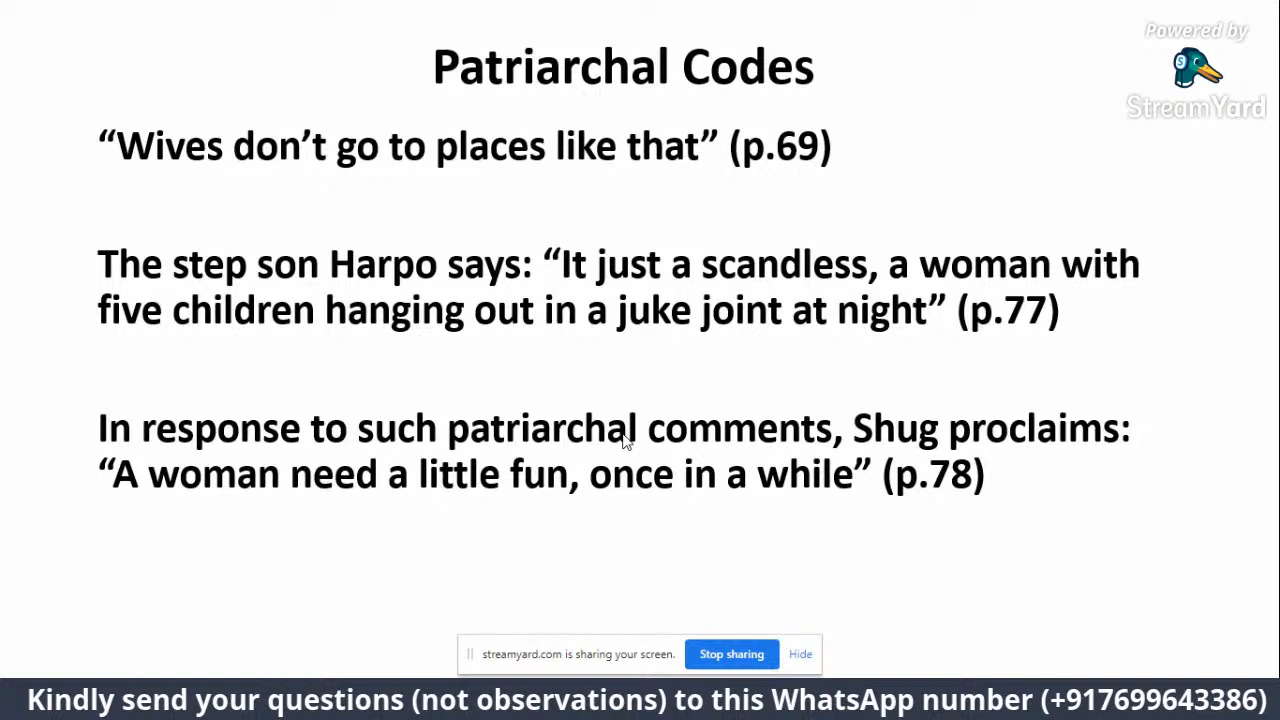 Powered by
StreamYard
Patriarchal Codes
“Wives don’t go to places like that” (p.69)
The step son Harpo says: “It just a scandless, a woman with
five children hanging out in a juke joint at night” (p.77)
In response to such patriarchal comments, Shug proclaims:
“A woman need a little fun, once in a while” (p.78)
streamyard.com is sharing your screen. Stop sharing Hide
Kindly send your questions (not observations) to this WhatsApp number (+917699643386)